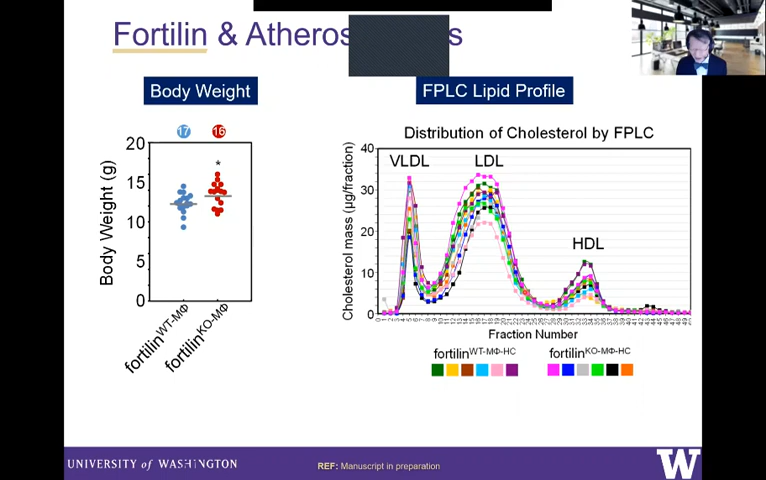 Fortilin & Atheros s
Body Weight
FPLC Lipid Profile
17 16
*
Body Weight (g)
20
15
10
5
0
fortilinWT-MΦ
fortilinKO-MΦ
Distribution of Cholesterol by FPLC
VLDL
LDL
HDL
Cholesterol mass (µg/fraction)
40
30
20
10
0
Fraction Number
fortilinWT-MΦ-HC
fortilinKO-MΦ-HC
UNIVERSITY of WASHINGTON
REF: Manuscript in preparation
W